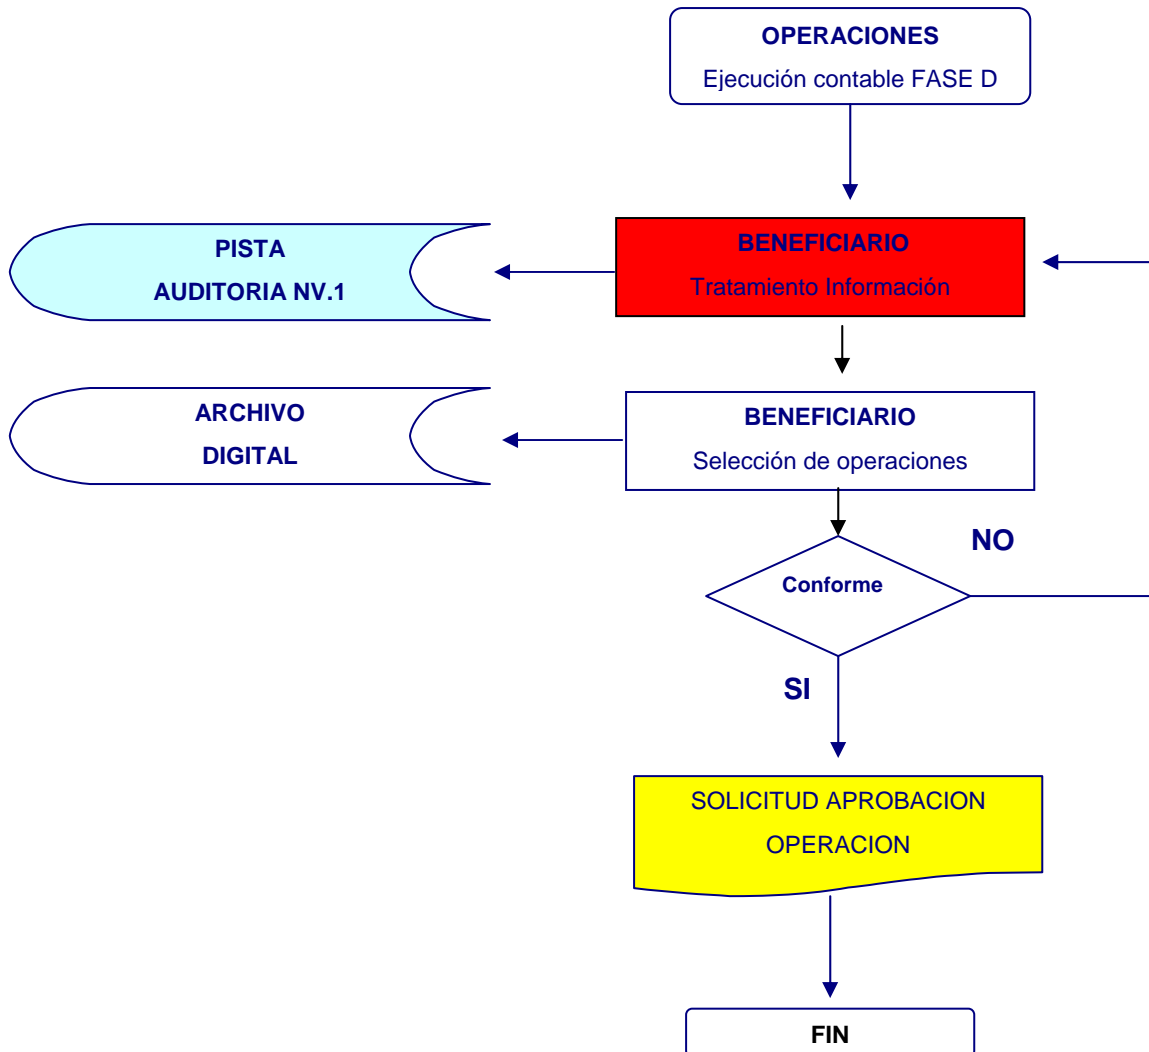 OPERACIONES
Ejecución contable FASE D
PISTA
AUDITORIA NV.1
BENEFICIARIO
Tratamiento Información
ARCHIVO
DIGITAL
BENEFICIARIO
Selección de operaciones
Conforme
NO
SI
SOLICITUD APROBACION
OPERACION
FIN